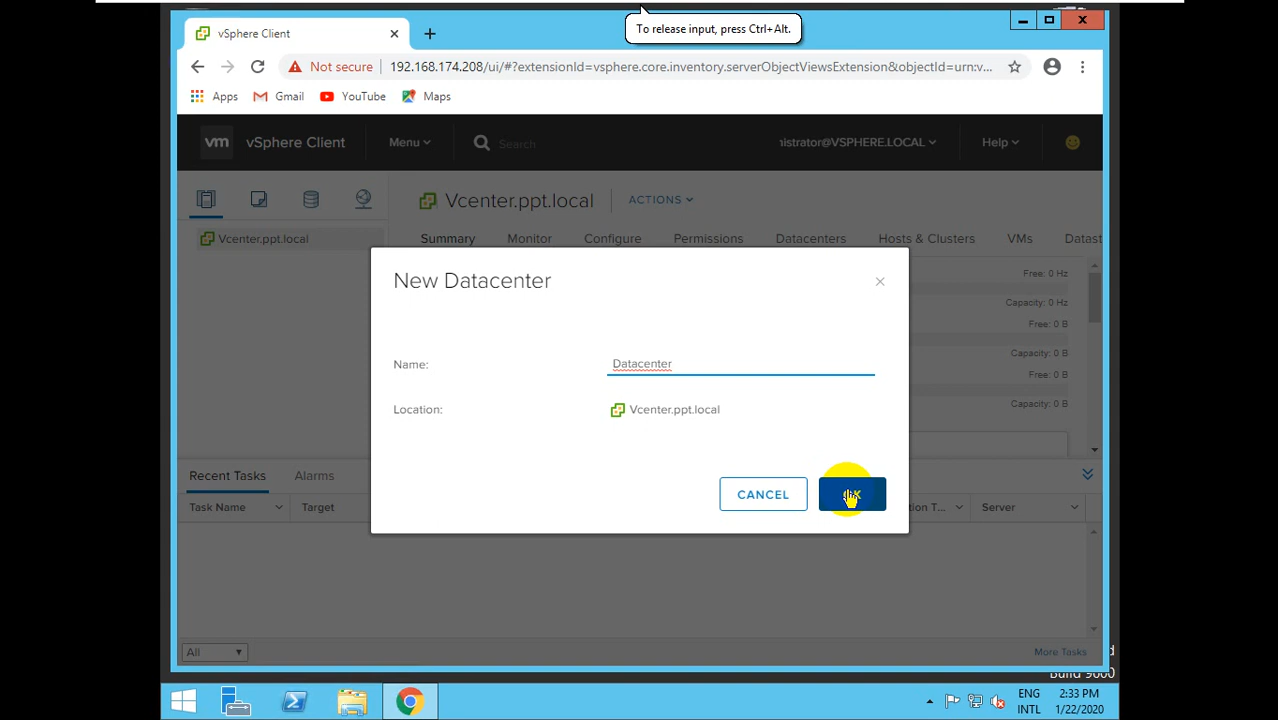 To release input, press Ctrl+Alt.
vSphere Client
Not secure
192.168.174.208/ui/#?extensionId=vsphere.core.inventory.serverObjectViewsExtension&objectId=urn:v...
Apps
Gmail
YouTube
Maps
vm
vSphere Client
Menu
Search
istrator@VSPHERE.LOCAL
Help
Vcenter.ppt.local
ACTIONS
Vcenter.ppt.local
Summary
Monitor
Configure
Permissions
Datacenters
Hosts & Clusters
VMs
Datast
Free: 0 Hz
Capacity: 0 Hz
Free: 0 B
Capacity: 0 B
Free: 0 B
Capacity: 0 B
New Datacenter
Name:
Datacenter
Location:
Vcenter.ppt.local
CANCEL
Recent Tasks
Alarms
Task Name
Target
ion T...
Server
All
More Tasks
Build 9600
ENG
INTL
2:33 PM
1/22/2020